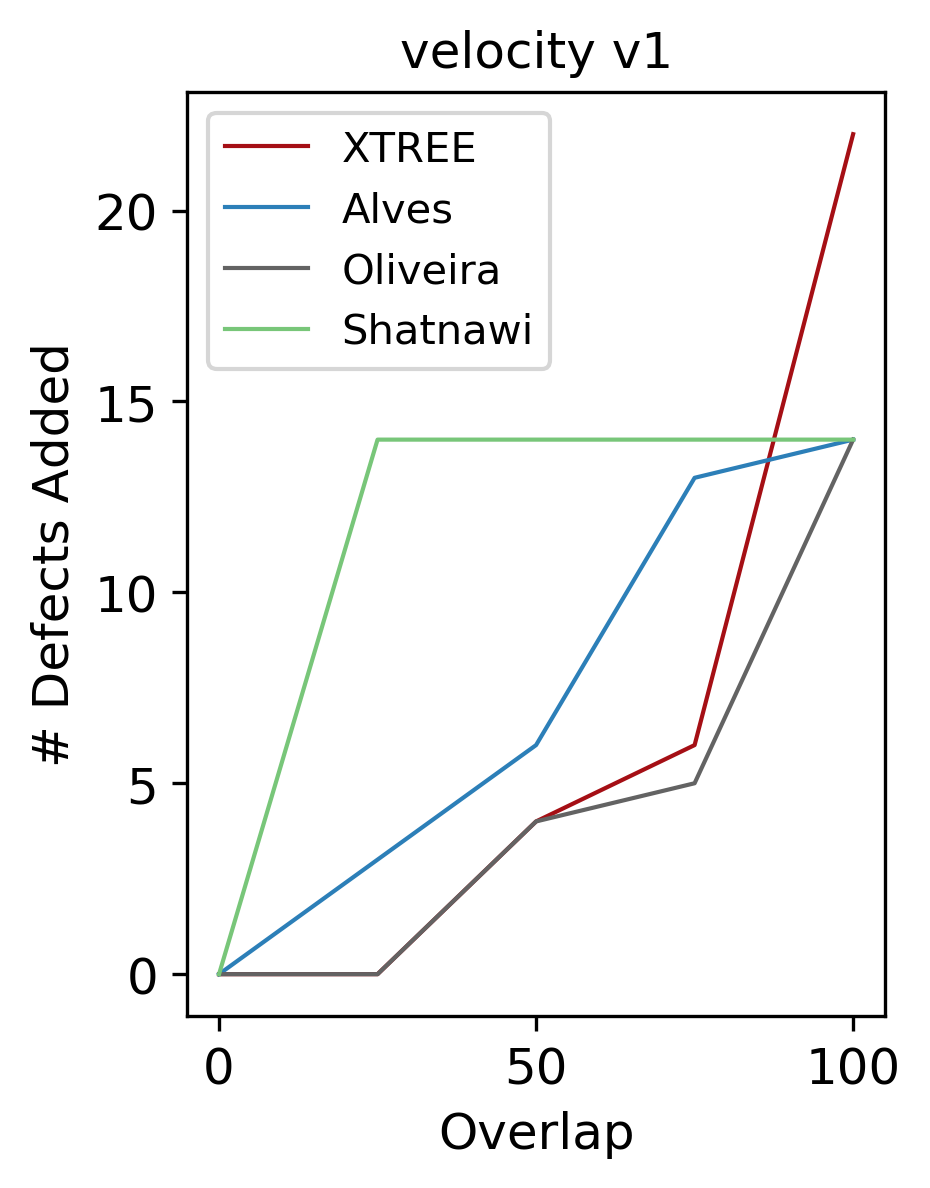 velocity v1
XTREE
Alves
Oliveira
Shatnawi
# Defects Added
20
15
10
5
0
0 50 100
Overlap